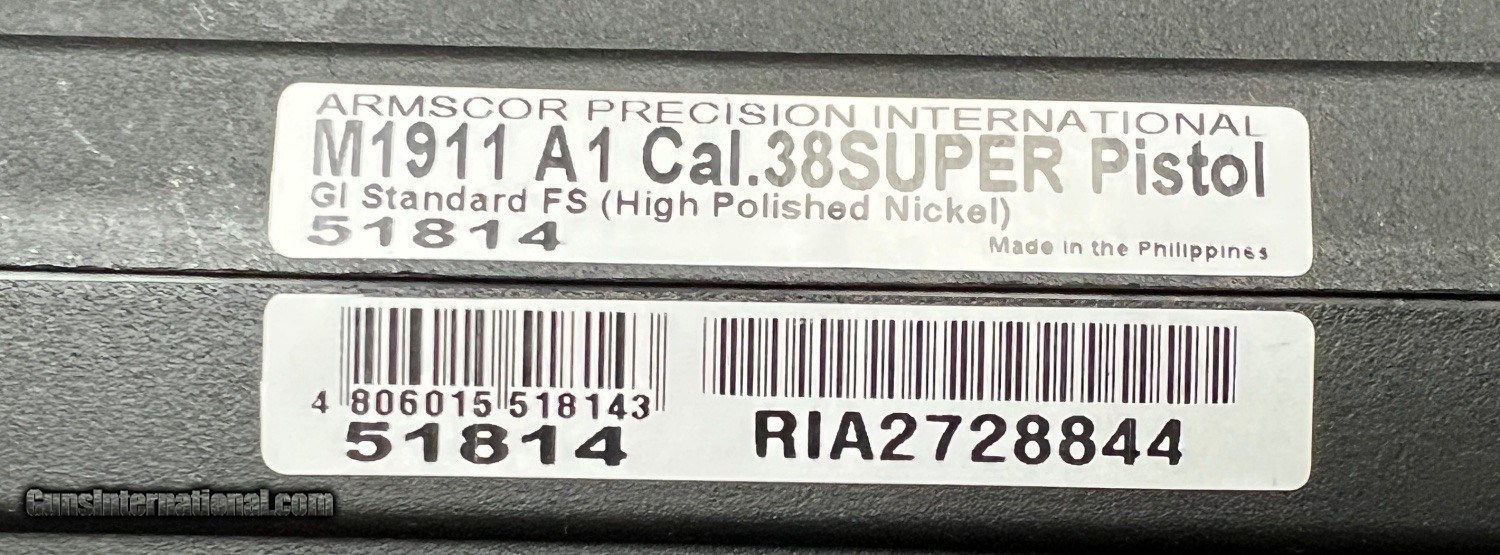 ARMSCOR PRECISION INTERNATIONAL
M1911 A1 Cal.38SUPER Pistol
GI Standard FS (High Polished Nickel)
51814
Made in the Philippines
4 806015 518143
51814
RIA2728844
GunsInternational.com